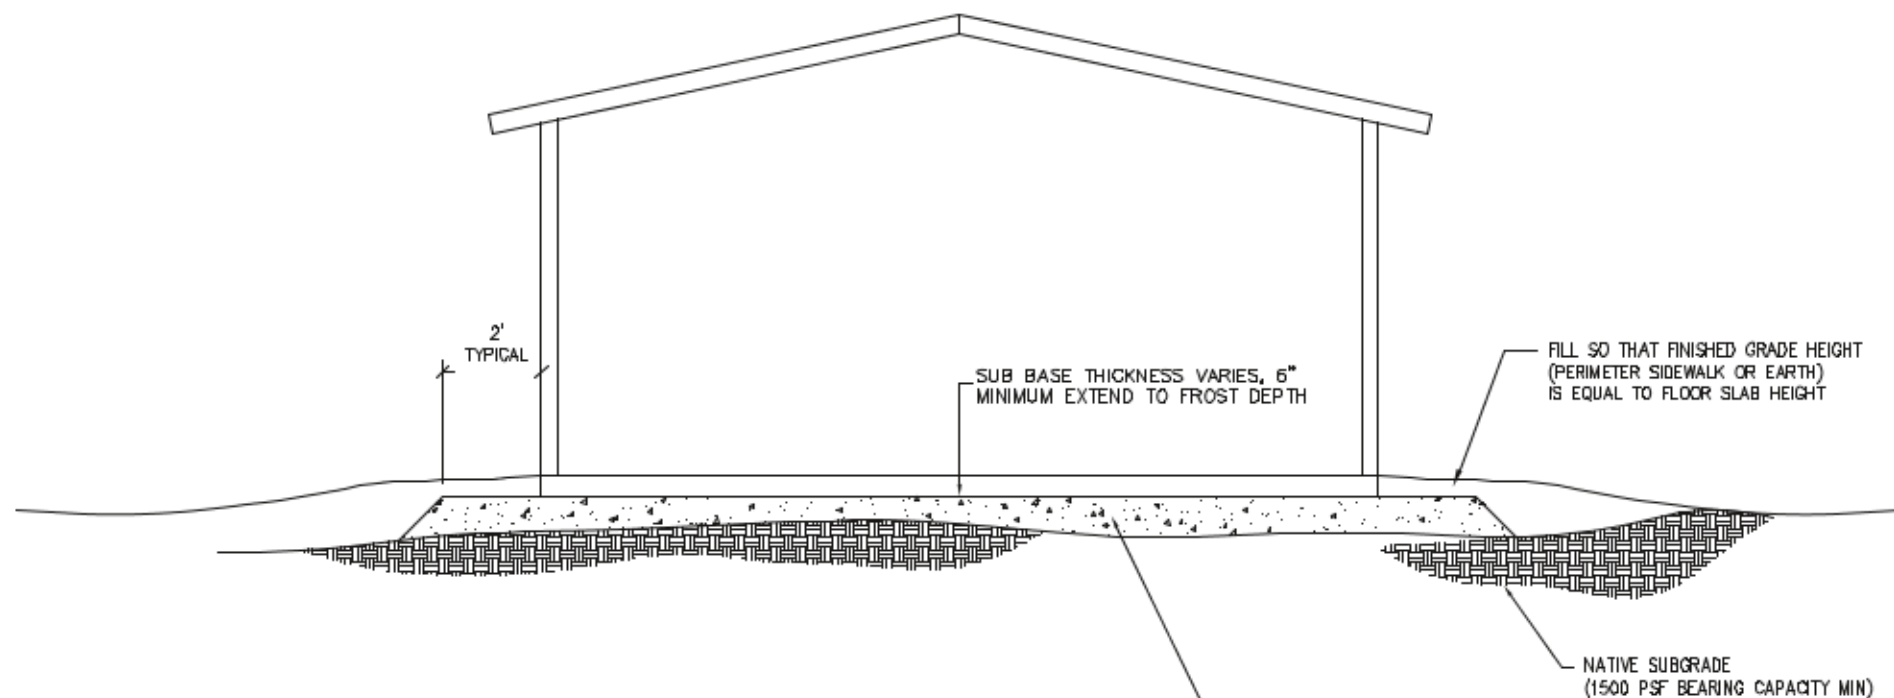 2'
TYPICAL
SUB BASE THICKNESS VARIES, 6"
MINIMUM EXTEND TO FROST DEPTH
FILL SO THAT FINISHED GRADE HEIGHT
(PERIMETER SIDEWALK OR EARTH)
IS EQUAL TO FLOOR SLAB HEIGHT
NATIVE SUBGRADE
(1500 PSF BEARING CAPACITY MIN)